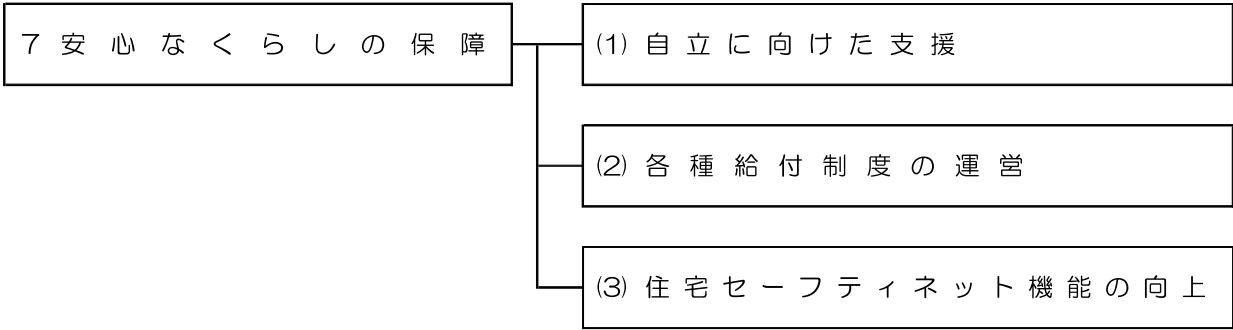 7 安心なくらしの保障
(1) 自立に向けた支援
(2) 各種給付制度の運営
(3) 住宅セーフティネット機能の向上